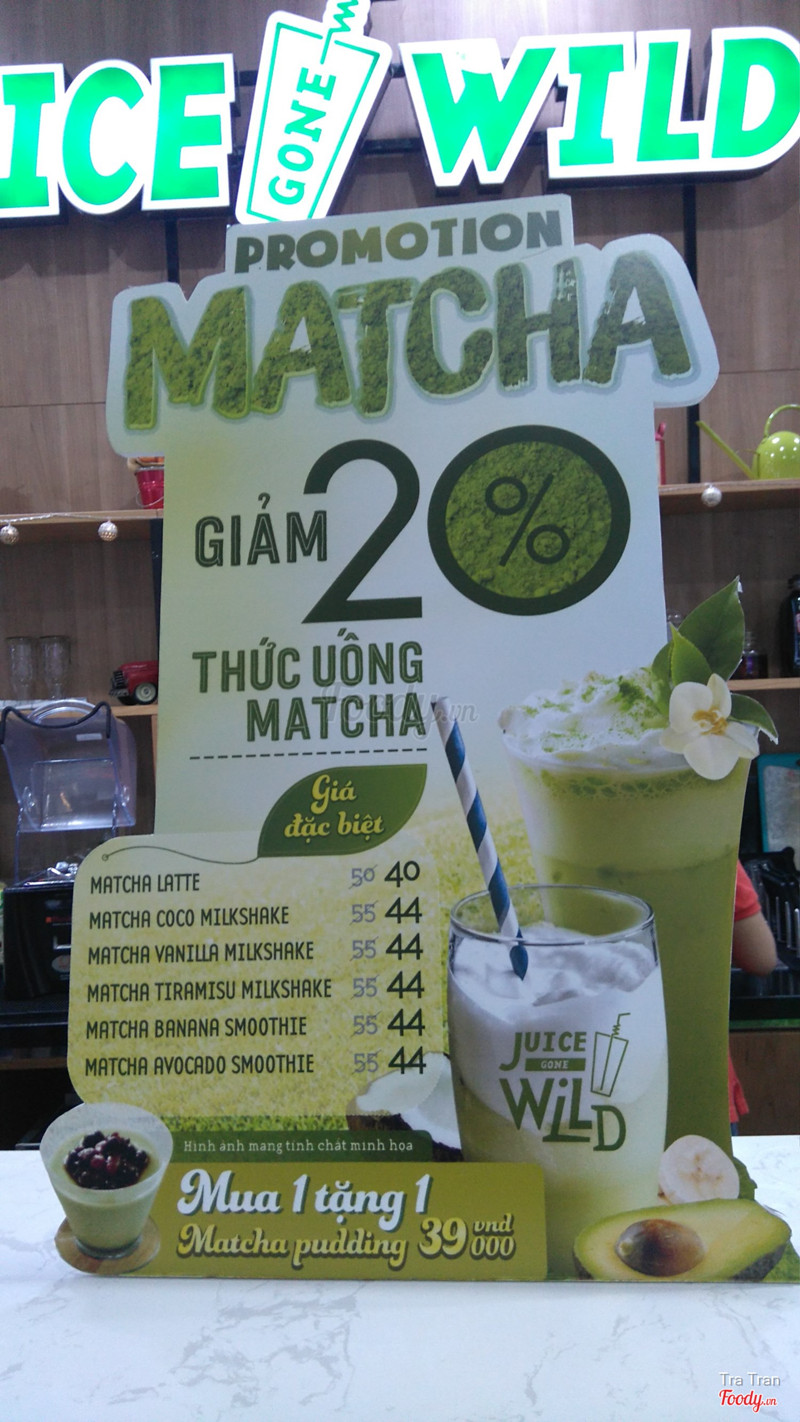 ICE GONE WILD
PROMOTION
MATCHA
GIẢM 20%
THỨC UỐNG
MATCHA
Foody.vn
Giá
đặc biệt
MATCHA LATTE 50 40
MATCHA COCO MILKSHAKE 55 44
MATCHA VANILLA MILKSHAKE 55 44
MATCHA TIRAMISU MILKSHAKE 55 44
MATCHA BANANA SMOOTHIE 55 44
MATCHA AVOCADO SMOOTHIE 55 44
JUICE
GONE
WILD
Hình ảnh mang tính chất minh họa
Mua 1 tặng 1
Matcha pudding 39 vnd 000
Tra Tran
Foody.vn